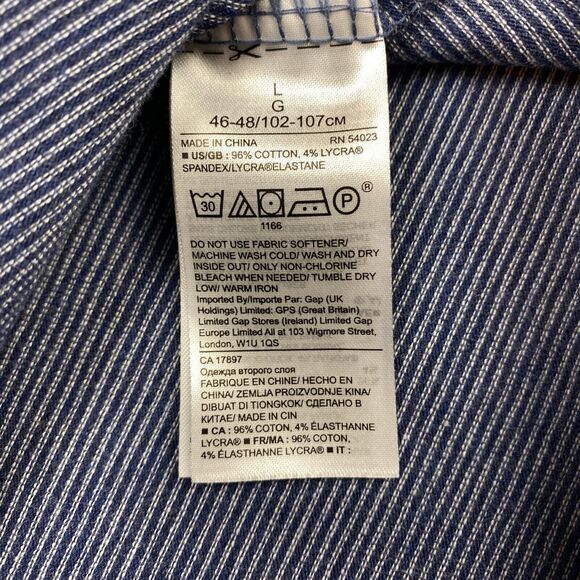 L
G
46-48/102-107CM
MADE IN CHINA RN 54023
■ US/GB : 96% COTTON, 4% LYCRA®
SPANDEX/LYCRA®ELASTANE
30 P ®
1166
DO NOT USE FABRIC SOFTENER/
MACHINE WASH COLD/ WASH AND DRY
INSIDE OUT/ ONLY NON-CHLORINE
BLEACH WHEN NEEDED/ TUMBLE DRY
LOW/ WARM IRON
Imported By/Importe Par: Gap (UK
Holdings) Limited: GPS (Great Britain)
Limited Gap Stores (Ireland) Limited Gap
Europe Limited All at 103 Wigmore Street,
London, W1U 1QS
CA 17897
Одежда второго слоя
FABRIQUE EN CHINE/ HECHO EN
CHINA/ ZEMLJA PROIZVODNJE KINA/
DIBUAT DI TIONGKOK/ СДЕЛАНО В
КИТАЕ/ MADE IN CIN
■ CA : 96% COTON, 4% ÉLASTHANNE
LYCRA® ■ FR/MA : 96% COTON,
4% ÉLASTHANNE LYCRA® ■ IT :